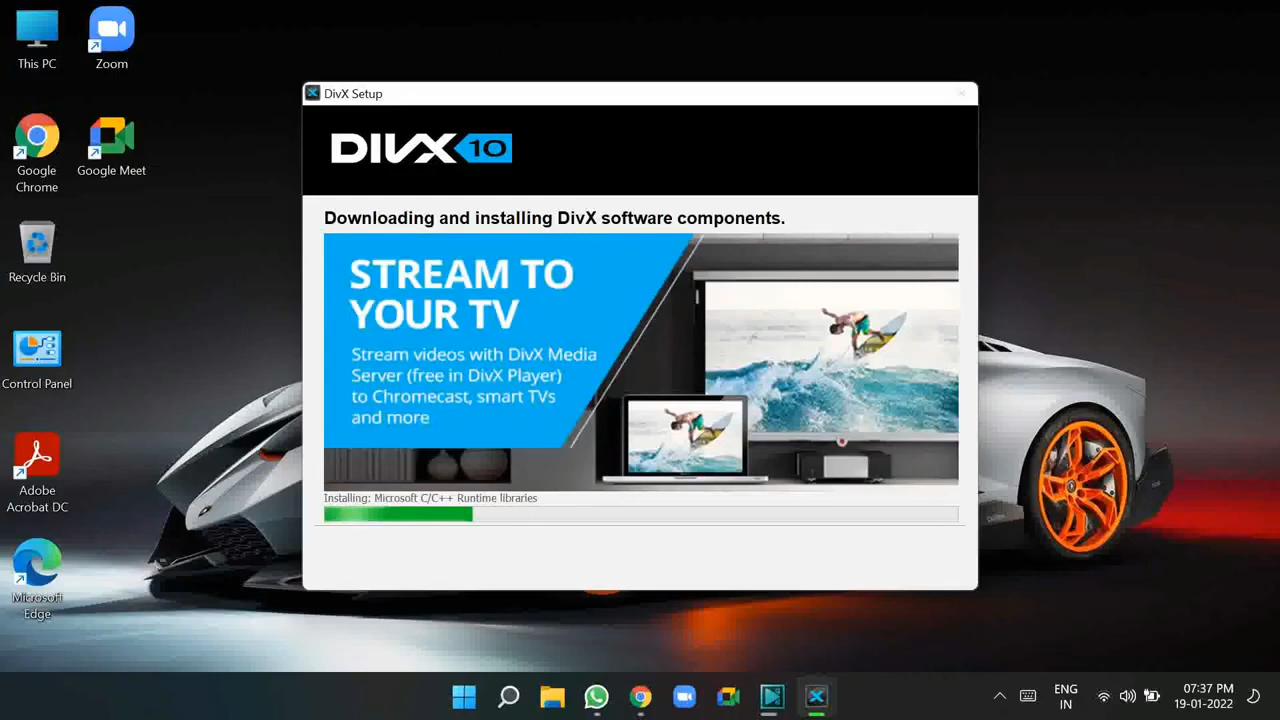 This PC
Zoom
Google
Chrome
Google Meet
Recycle Bin
Control Panel
Adobe
Acrobat DC
Microsoft
Edge
DivX Setup
DIVX 10
Downloading and installing DivX software components.
STREAM TO
YOUR TV
Stream videos with DivX Media
Server (free in DivX Player)
to Chromecast, smart TVs
and more
Installing: Microsoft C/C++ Runtime libraries
ENG
IN
07:37 PM
19-01-2022